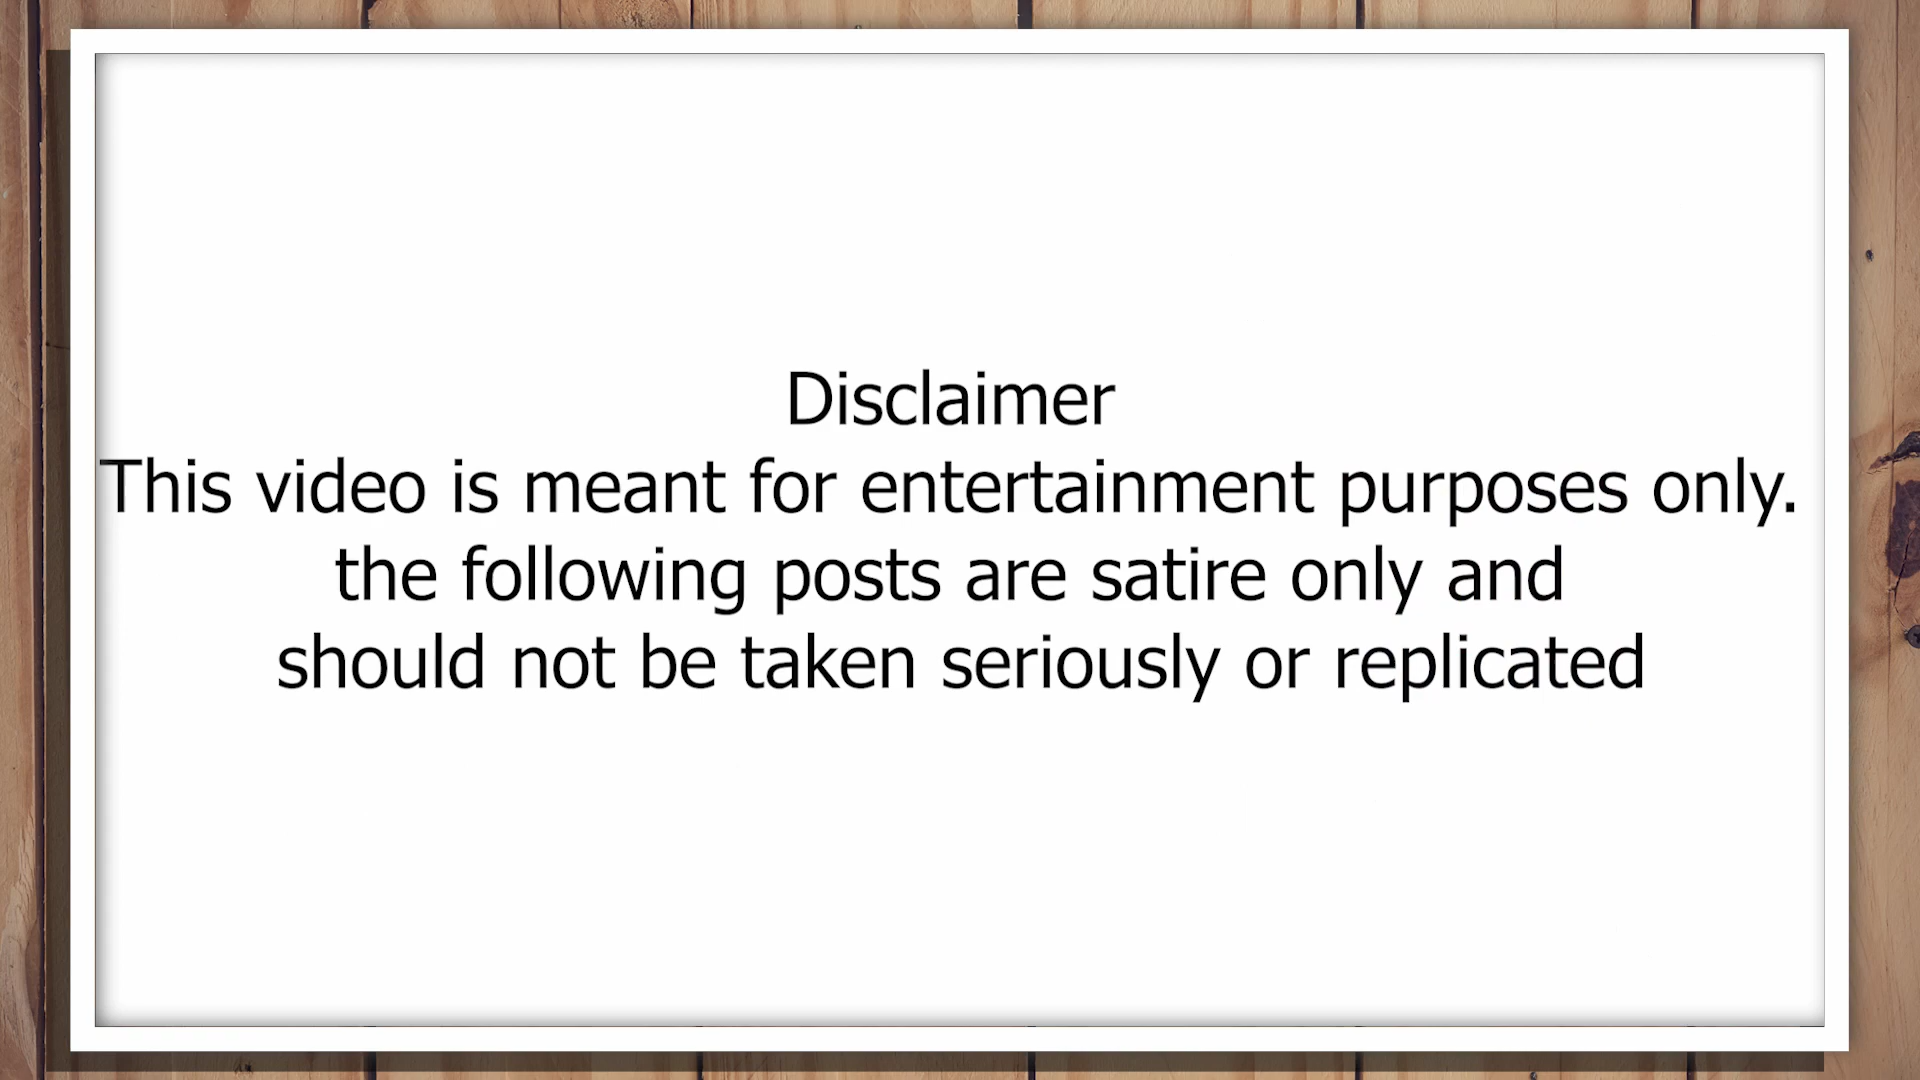 Disclaimer
This video is meant for entertainment purposes only.
the following posts are satire only and
should not be taken seriously or replicated